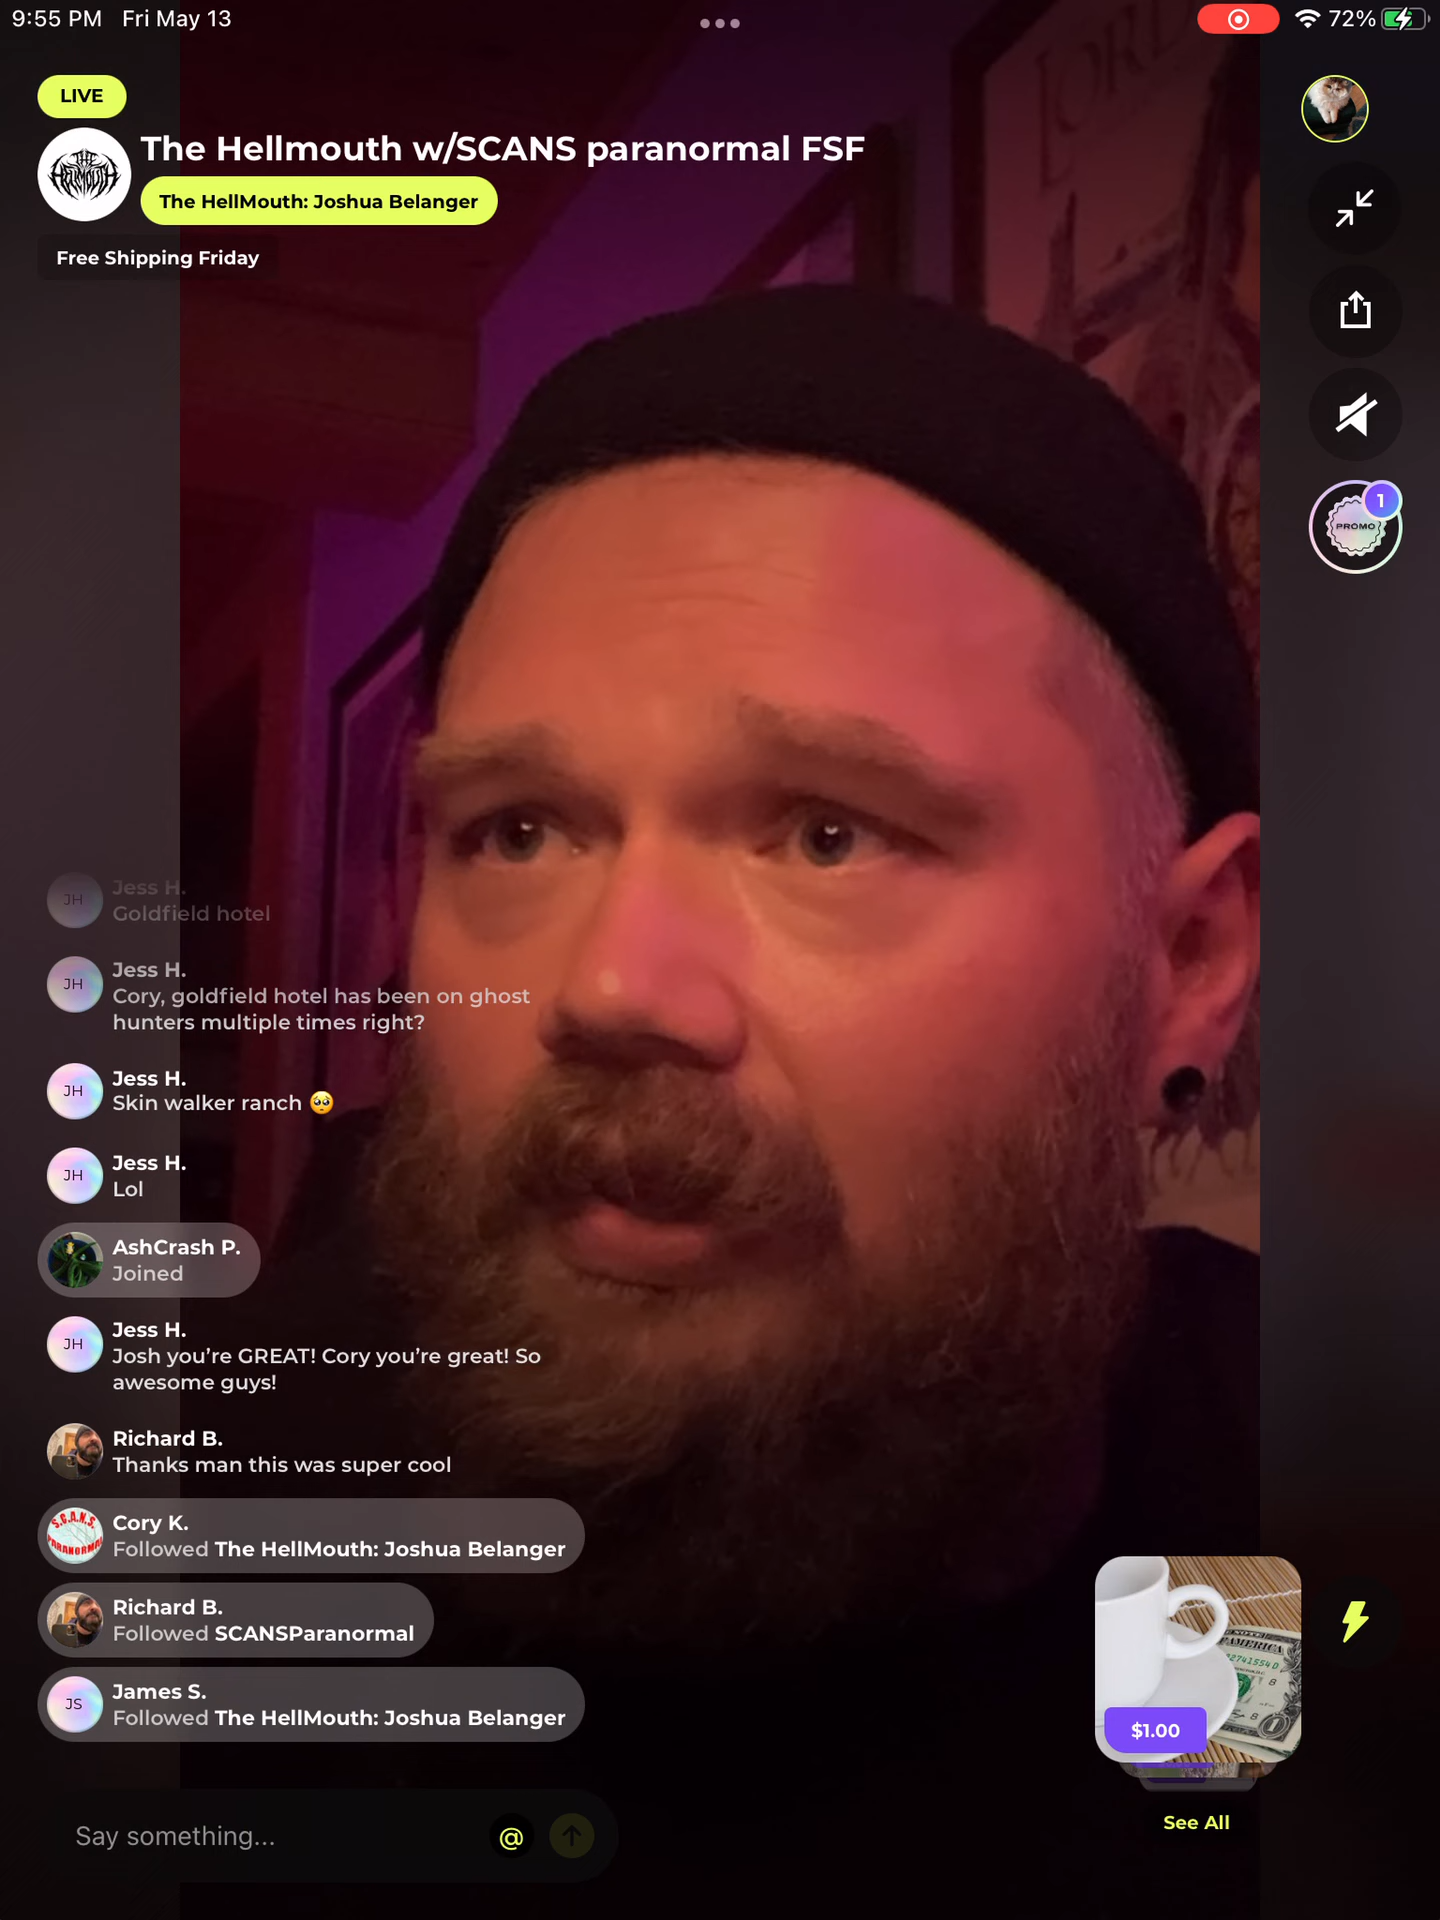 9:55 PM Fri May 13
72%
LIVE
THE HELLMOUTH
The Hellmouth w/SCANS paranormal FSF
The HellMouth: Joshua Belanger
Free Shipping Friday
PROMO
1
JH
Jess H.
Goldfield hotel
JH
Jess H.
Cory, goldfield hotel has been on ghost
hunters multiple times right?
JH
Jess H.
Skin walker ranch 🥺
JH
Jess H.
Lol
AshCrash P.
Joined
JH
Jess H.
Josh you’re GREAT! Cory you’re great! So
awesome guys!
Richard B.
Thanks man this was super cool
S.C.A.N.S.
PARANORMAL
Cory K.
Followed The HellMouth: Joshua Belanger
Richard B.
Followed SCANSParanormal
JS
James S.
Followed The HellMouth: Joshua Belanger
AMERICA
$1.00
Say something...
@
See All